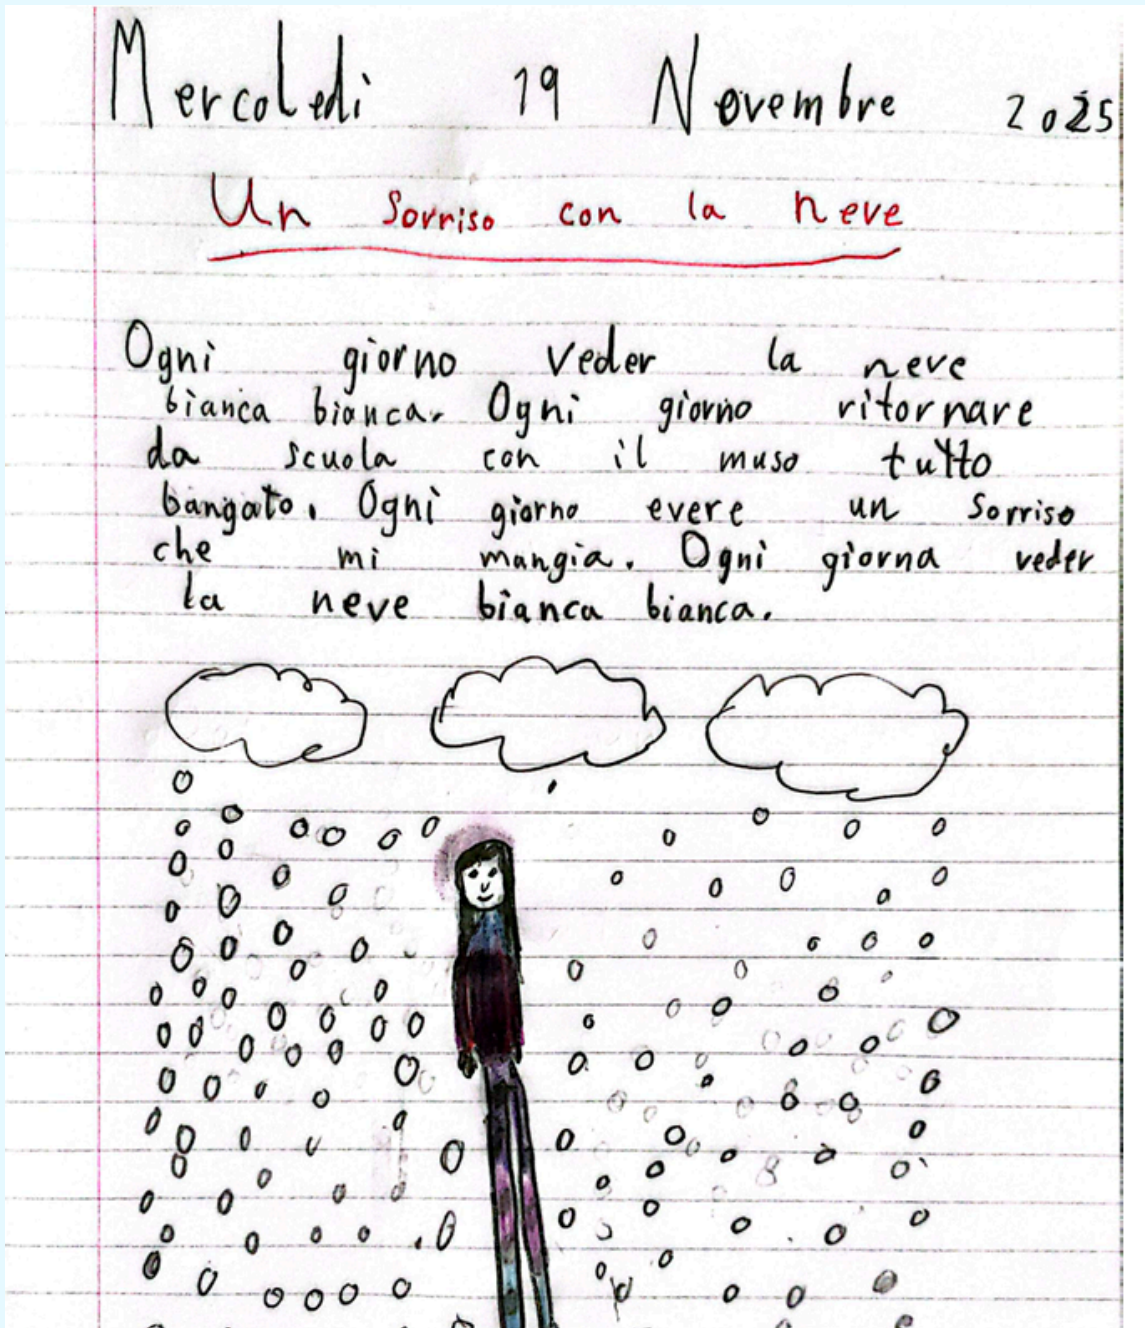 Mercoledì 19 Novembre 2025
Un sorriso con la neve
Ogni giorno veder la neve
bianca bianca. Ogni giorno ritornare
da scuola con il muso tutto
bangato. Ogni giorno evere un sorriso
che mi mangia. Ogni giorna veder
la neve bianca bianca.